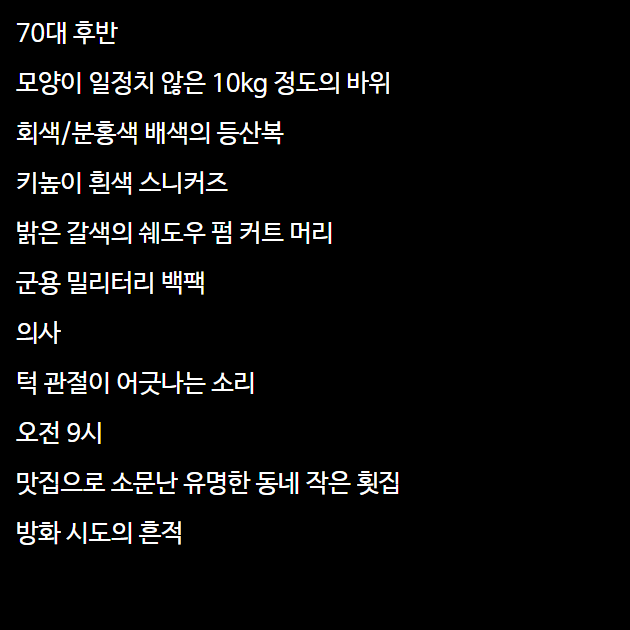 70대 후반
모양이 일정치 않은 10kg 정도의 바위
회색/분홍색 배색의 등산복
키높이 흰색 스니커즈
밝은 갈색의 쉐도우 펌 커트 머리
군용 밀리터리 백팩
의사
턱 관절이 어긋나는 소리
오전 9시
맛집으로 소문난 유명한 동네 작은 횟집
방화 시도의 흔적